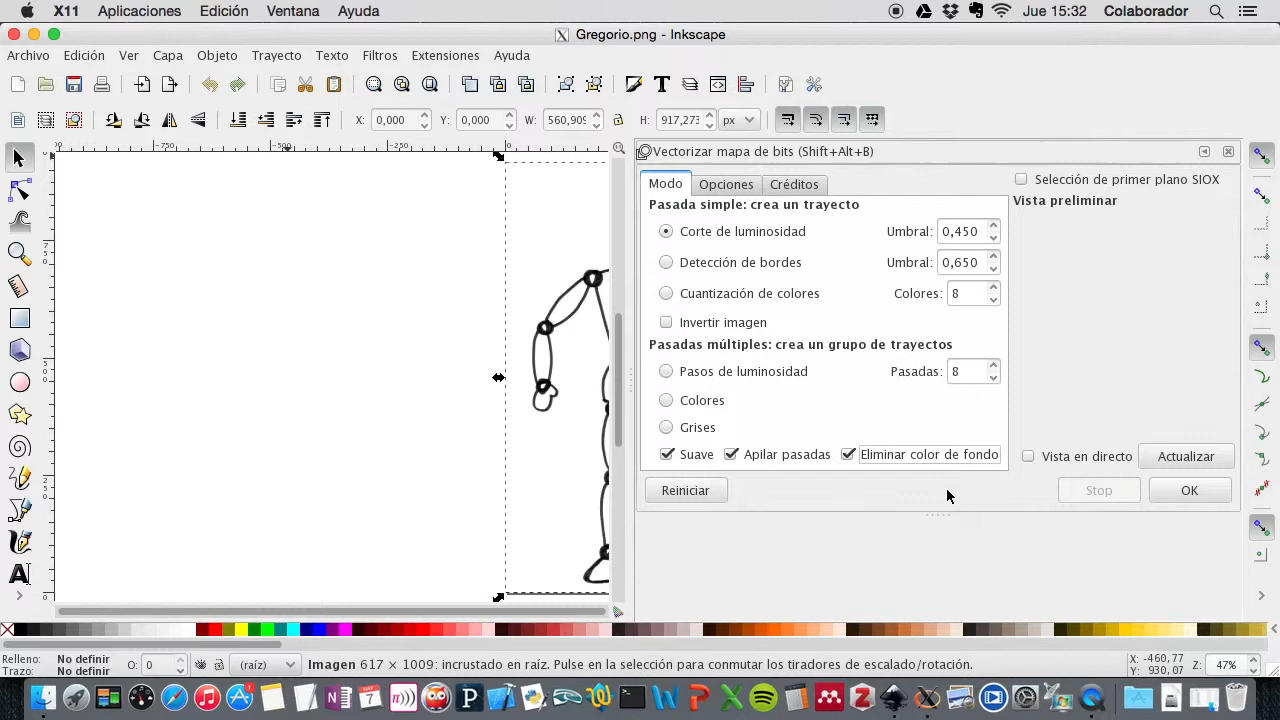 X11 Aplicaciones Edición Ventana Ayuda Jue 15:32 Colaborador
Gregorio.png - Inkscape
Archivo Edición Ver Capa Objeto Trayecto Texto Filtros Extensiones Ayuda
X: 0,000 Y: 0,000 W: 560,909 H: 917,273 px
-750 -500 -250 0
Vectorizar mapa de bits (Shift+Alt+B)
Modo Opciones Créditos
Selección de primer plano SIOX
Pasada simple: crea un trayecto
Vista preliminar
Corte de luminosidad Umbral: 0,450
Detección de bordes Umbral: 0,650
Cuantización de colores Colores: 8
Invertir imagen
Pasadas múltiples: crea un grupo de trayectos
Pasos de luminosidad Pasadas: 8
Colores
Grises
Suave Apilar pasadas Eliminar color de fondo
Vista en directo Actualizar
Reiniciar Stop OK
Relleno: No definir
Trazo: No definir
O: 0 (raíz) Imagen 617 × 1009: incrustado en raíz. Pulse en la selección para conmutar los tiradores de escalado/rotación.
X: -460,77
Y: 930,07
Z: 47%